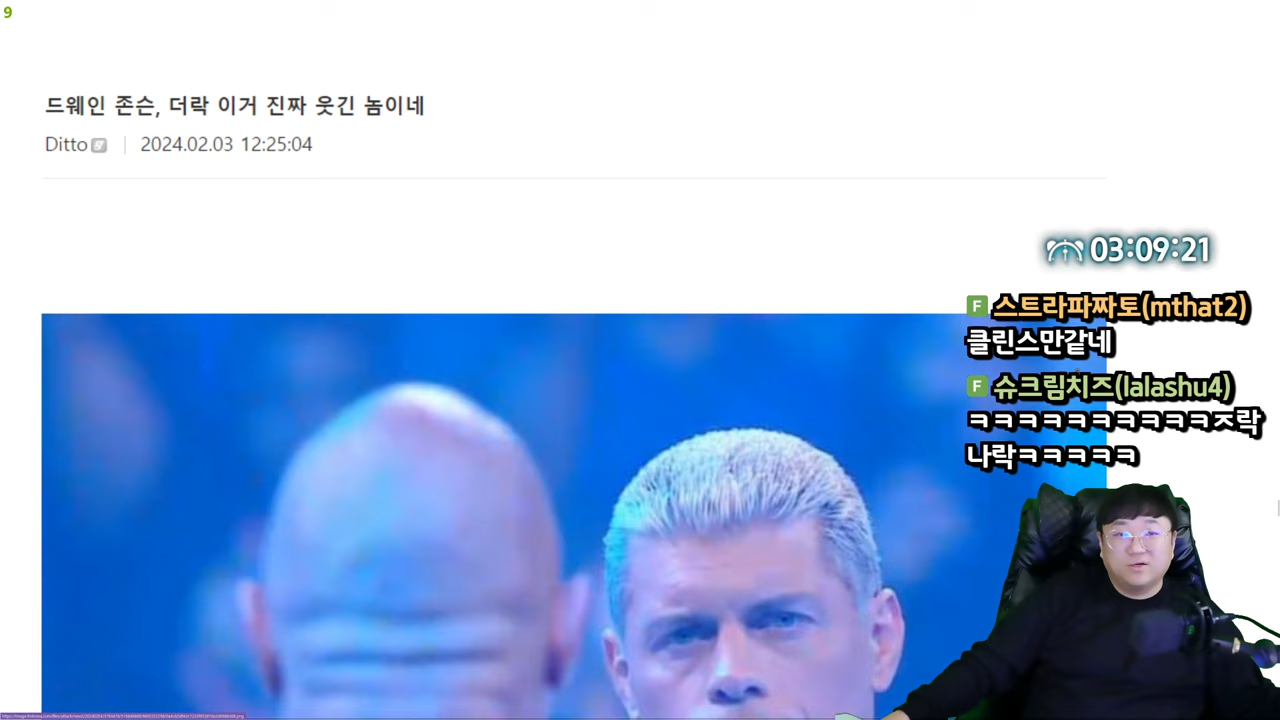 9
드웨인 존슨, 더락 이거 진짜 웃긴 놈이네
Ditto
2024.02.03 12:25:04
03:09:21
F 스트라파짜토(mthat2)
클린스만같네
F 슈크림치즈(lalashu4)
ㅋㅋㅋㅋㅋㅋㅋㅋㅋㅋㅈ락
나락ㅋㅋㅋㅋㅋ